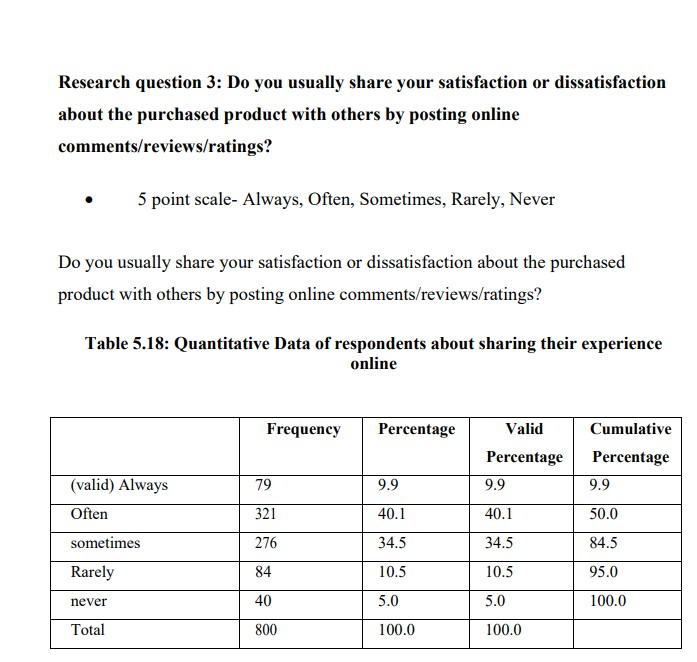 Research question 3: Do you usually share your satisfaction or dissatisfaction
about the purchased product with others by posting online
comments/reviews/ratings?
• 5 point scale- Always, Often, Sometimes, Rarely, Never
Do you usually share your satisfaction or dissatisfaction about the purchased
product with others by posting online comments/reviews/ratings?
Table 5.18: Quantitative Data of respondents about sharing their experience
online
Frequency Percentage Valid Percentage Cumulative Percentage
(valid) Always 79 9.9 9.9 9.9
Often 321 40.1 40.1 50.0
sometimes 276 34.5 34.5 84.5
Rarely 84 10.5 10.5 95.0
never 40 5.0 5.0 100.0
Total 800 100.0 100.0